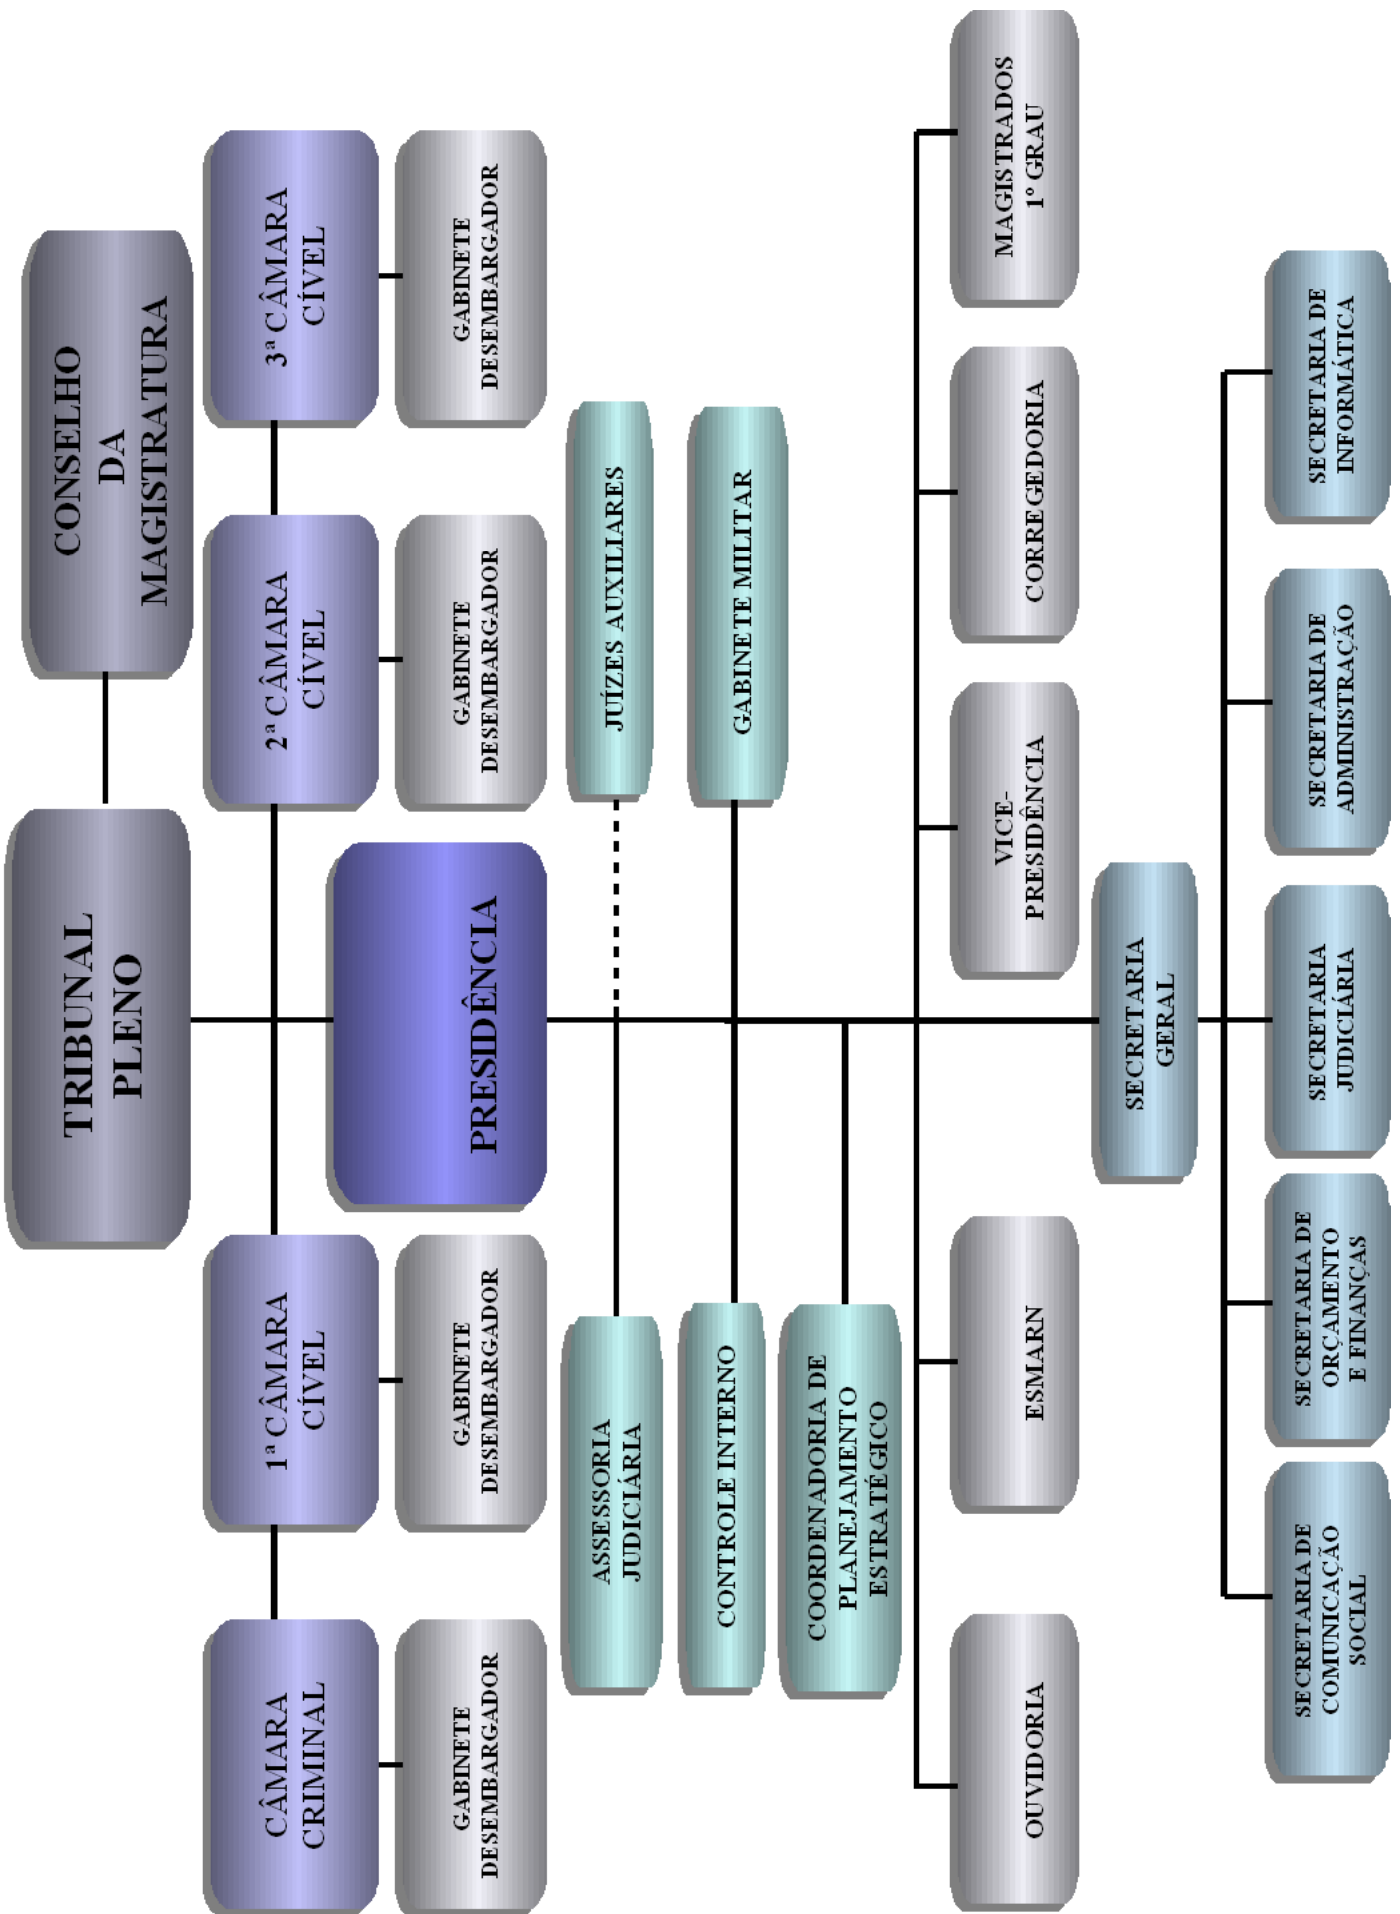 TRIBUNAL
PLENO
CONSELHO
DA
MAGISTRATURA
CÂMARA
CRIMINAL
1ª CÂMARA
CÍVEL
2ª CÂMARA
CÍVEL
3ª CÂMARA
CÍVEL
GABINETE
DESEMBARGADOR
GABINETE
DESEMBARGADOR
GABINETE
DESEMBARGADOR
GABINETE
DESEMBARGADOR
PRESIDÊNCIA
ASSESSORIA
JUDICIÁRIA
JUÍZES AUXILIARES
CONTROLE INTERNO
GABINETE MILITAR
COORDENADORIA DE
PLANEJAMENTO
ESTRATÉGICO
OUVIDORIA
ESMARN
VICE-
PRESIDÊNCIA
CORREGEDORIA
MAGISTRADOS
1º GRAU
SECRETARIA
GERAL
SECRETARIA DE
COMUNICAÇÃO
SOCIAL
SECRETARIA DE
ORÇAMENTO
E FINANÇAS
SECRETARIA
JUDICIÁRIA
SECRETARIA DE
ADMINISTRAÇÃO
SECRETARIA DE
INFORMÁTICA